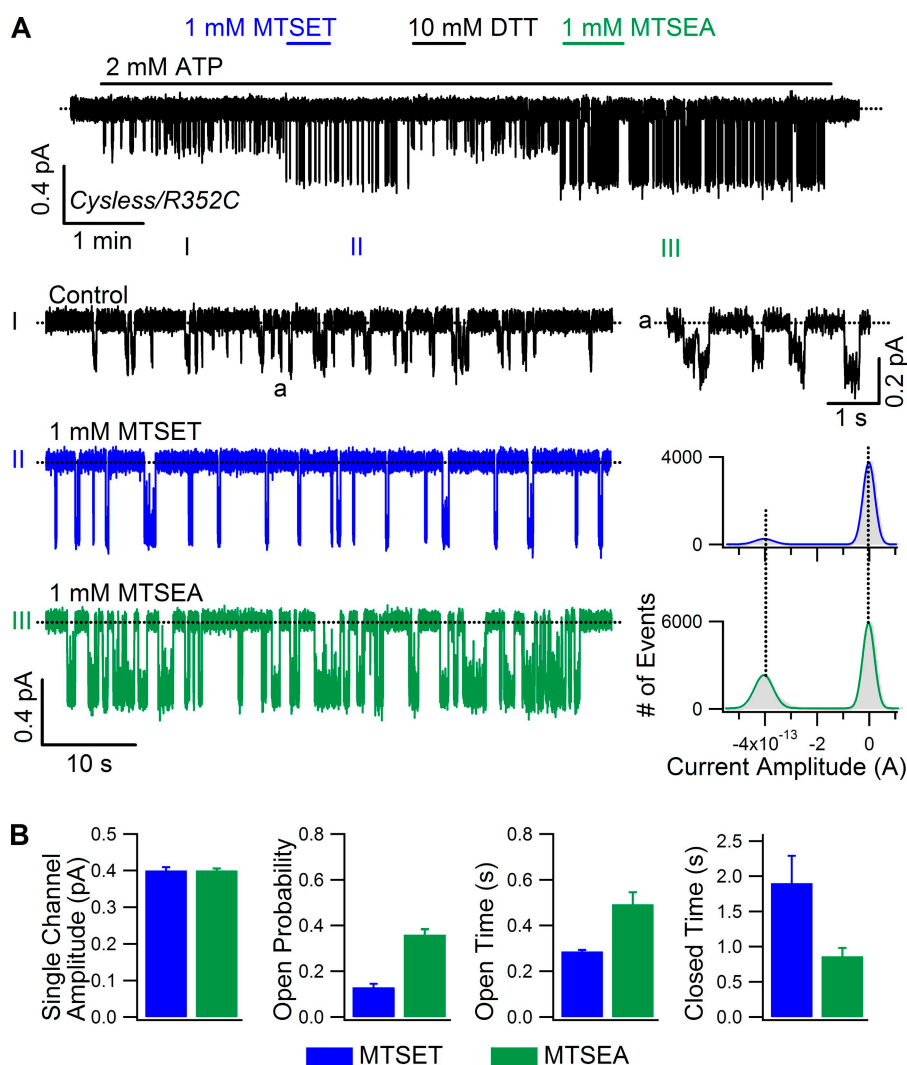 A
1 mM MTSET 10 mM DTT 1 mM MTSEA
2 mM ATP
0.4 pA
Cysless/R352C
1 min
I II III
Control
I
a
a
0.2 pA
1 s
1 mM MTSET
II
4000
0
1 mM MTSEA
III
0.4 pA
10 s
# of Events
6000
0
-4x10-13 -2 0
Current Amplitude (A)
B
Single Channel
Amplitude (pA)
0.5
0.4
0.3
0.2
0.1
0.0
Open Probability
0.8
0.6
0.4
0.2
0.0
Open Time (s)
0.8
0.6
0.4
0.2
0.0
Closed Time (s)
2.5
2.0
1.5
1.0
0.5
0.0
MTSET MTSEA